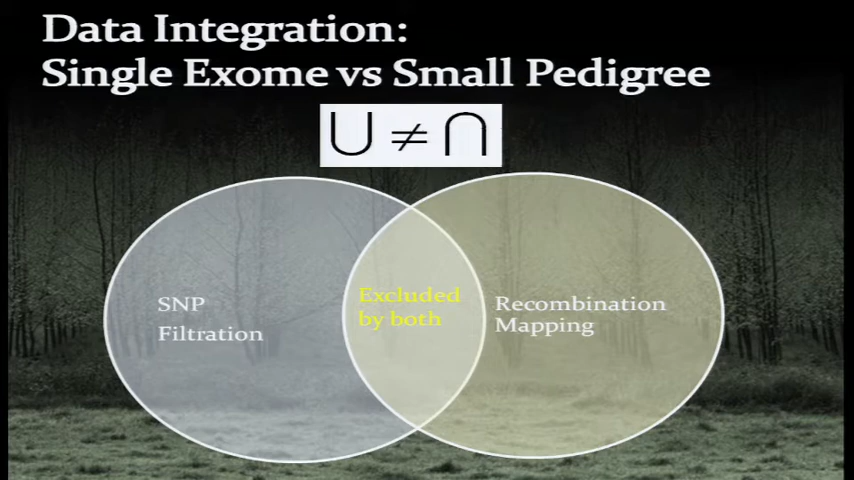 Data Integration:
Single Exome vs Small Pedigree
U ≠ ∩
SNP
Filtration
Excluded
by both
Recombination
Mapping